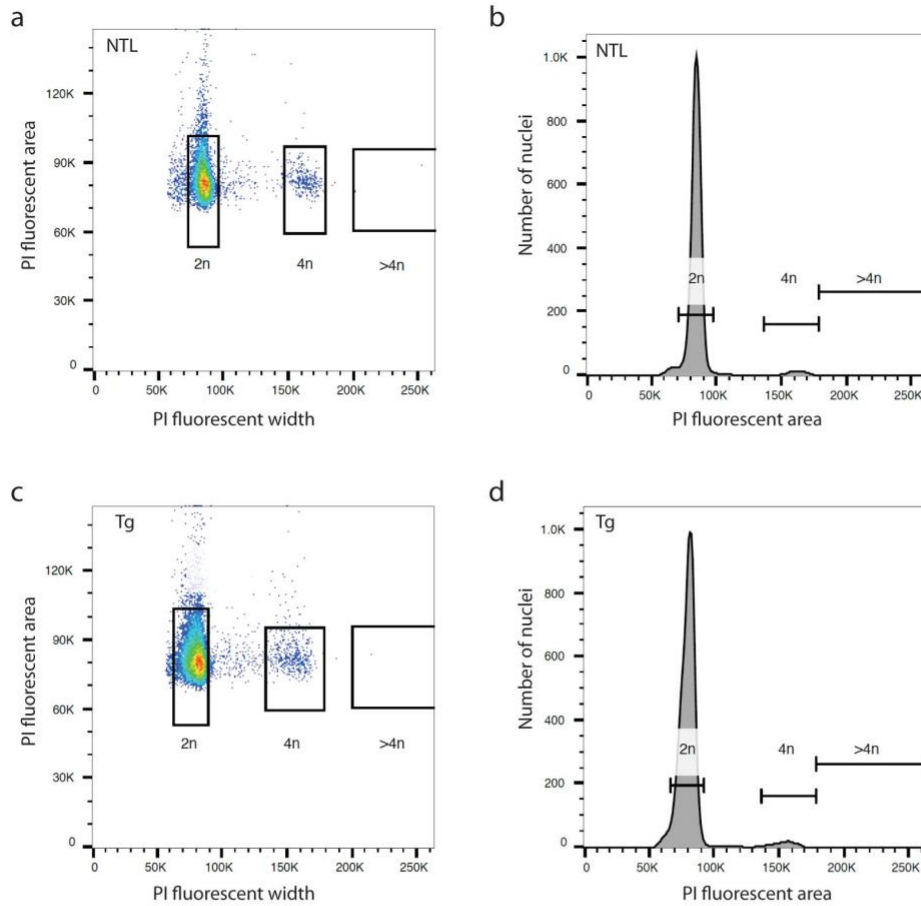 a
NTL
PI fluorescent area
120K
90K
60K
30K
0
2n
4n
>4n
0
50K
100K
150K
200K
250K
PI fluorescent width
b
NTL
Number of nuclei
1.0K
800
600
400
200
0
2n
4n
>4n
0
50K
100K
150K
200K
250K
PI fluorescent area
c
Tg
PI fluorescent area
120K
90K
60K
30K
0
2n
4n
>4n
0
50K
100K
150K
200K
250K
PI fluorescent width
d
Tg
Number of nuclei
1.0K
800
600
400
200
0
2n
4n
>4n
0
50K
100K
150K
200K
250K
PI fluorescent area